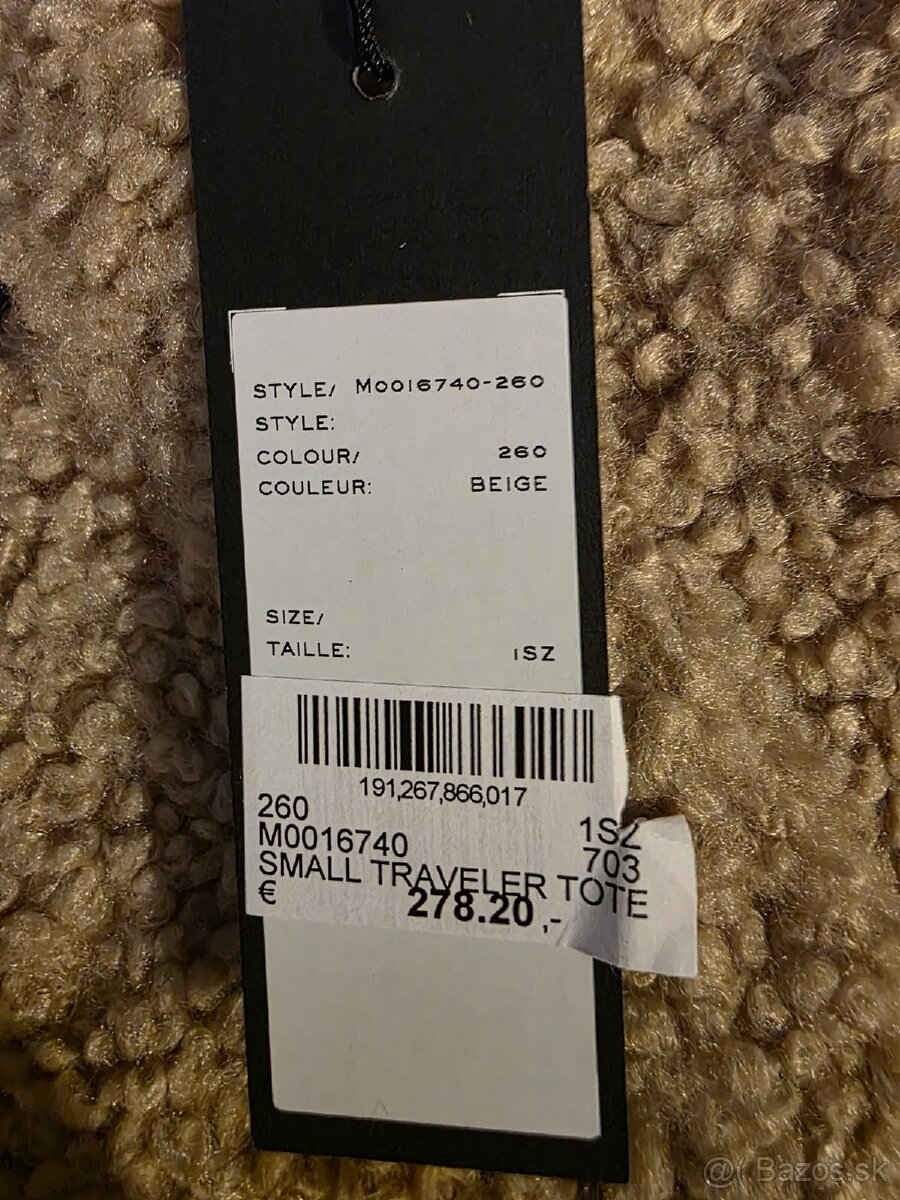 STYLE/ M0016740-260
STYLE:
COLOUR/ 260
COULEUR: BEIGE
SIZE/
TAILLE: 1SZ
191,267,866,017
260 1SZ
M0016740 703
SMALL TRAVELER TOTE
€ 278.20 ,-
@( Bazos.sk